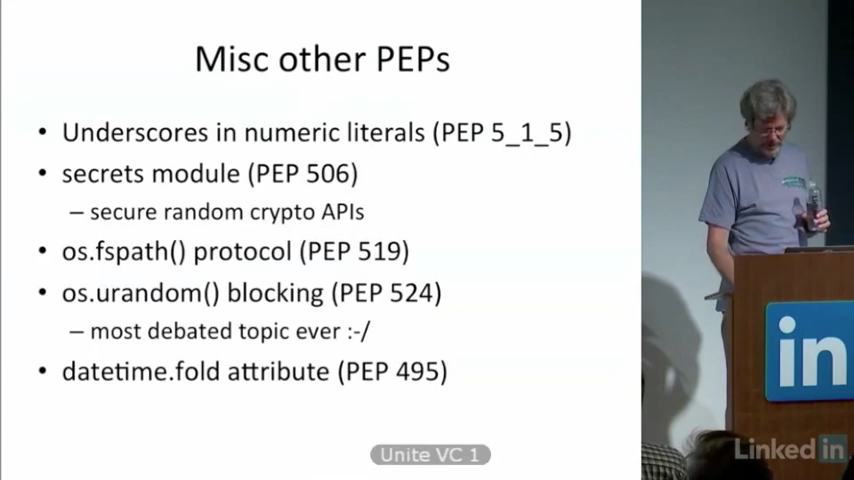 Misc other PEPs
• Underscores in numeric literals (PEP 5_1_5)
• secrets module (PEP 506)
– secure random crypto APIs
• os.fspath() protocol (PEP 519)
• os.urandom() blocking (PEP 524)
– most debated topic ever :-/
• datetime.fold attribute (PEP 495)
Unite VC 1
in
Linked in